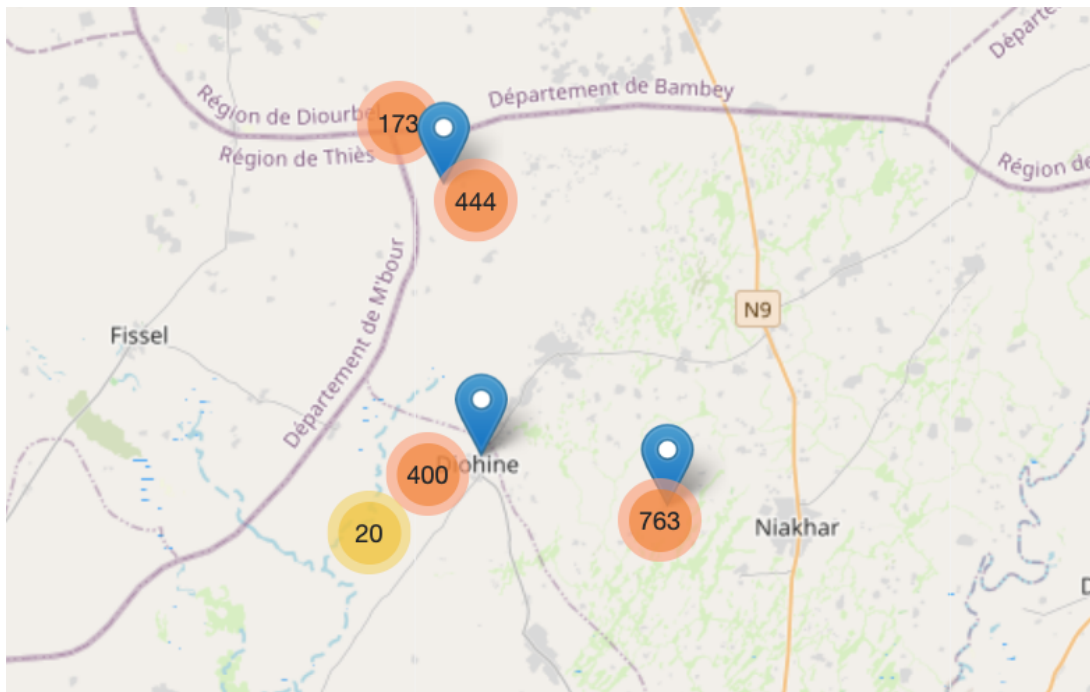 Départe
Région de Diourbel
Département de Bambey
173
Région de Thiès
Région de
444
Département de M'bour
N9
Fissel
Diohine
400
763
20
Niakhar
D